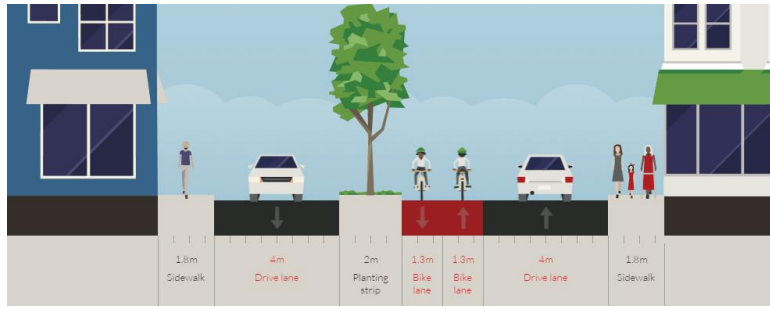 1.8m
Sidewalk
4m
Drive lane
2m
Planting
strip
1.3m
Bike
lane
1.3m
Bike
lane
4m
Drive lane
1.8m
Sidewalk